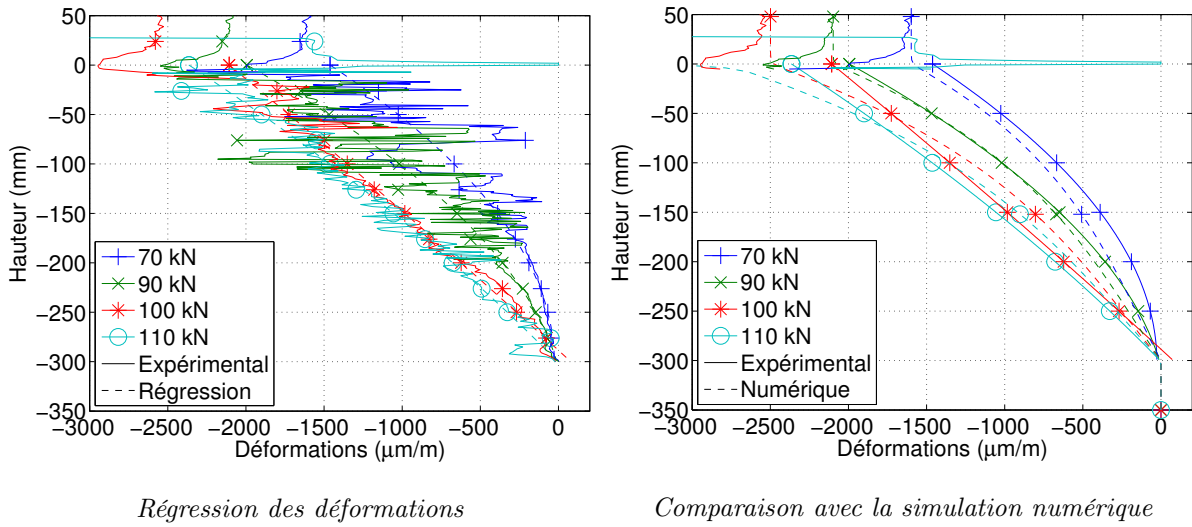 50
0
−50
−100
−150
−200
−250
−300
−350
Hauteur (mm)
70 kN
90 kN
100 kN
110 kN
Expérimental
Régression
−3000 −2500 −2000 −1500 −1000 −500 0
Déformations (μm/m)
Régression des déformations
50
0
−50
−100
−150
−200
−250
−300
−350
Hauteur (mm)
70 kN
90 kN
100 kN
110 kN
Expérimental
Numérique
−3000 −2500 −2000 −1500 −1000 −500 0
Déformations (μm/m)
Comparaison avec la simulation numérique